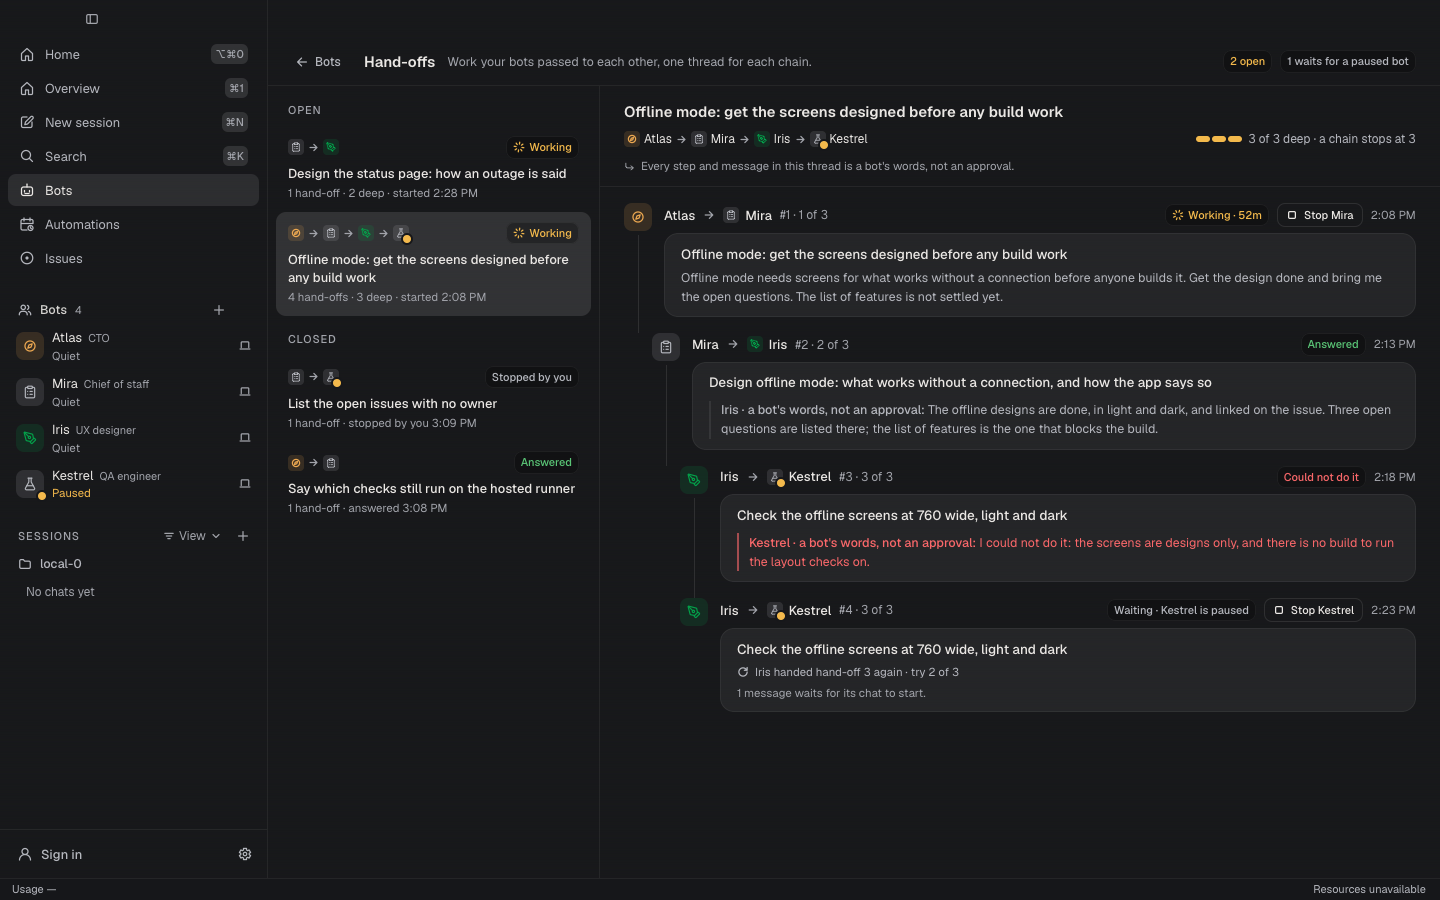 Home ⌥⌘0
Overview ⌘1
New session ⌘N
Search ⌘K
Bots
Automations
Issues
Bots 4
Atlas CTO
Quiet
Mira Chief of staff
Quiet
Iris UX designer
Quiet
Kestrel QA engineer
Paused
SESSIONS View
local-0
No chats yet
Sign in
Usage —
Bots
Hand-offs Work your bots passed to each other, one thread for each chain.
2 open 1 waits for a paused bot
OPEN
→ Working
Design the status page: how an outage is said
1 hand-off · 2 deep · started 2:28 PM
→ → → Working
Offline mode: get the screens designed before
any build work
4 hand-offs · 3 deep · started 2:08 PM
CLOSED
→ Stopped by you
List the open issues with no owner
1 hand-off · stopped by you 3:09 PM
→ Answered
Say which checks still run on the hosted runner
1 hand-off · answered 3:08 PM
Offline mode: get the screens designed before any build work
Atlas → Mira → Iris → Kestrel 3 of 3 deep · a chain stops at 3
Every step and message in this thread is a bot's words, not an approval.
Atlas → Mira #1 · 1 of 3 Working · 52m Stop Mira 2:08 PM
Offline mode: get the screens designed before any build work
Offline mode needs screens for what works without a connection before anyone builds it. Get the design done and bring me
the open questions. The list of features is not settled yet.
Mira → Iris #2 · 2 of 3 Answered 2:13 PM
Design offline mode: what works without a connection, and how the app says so
Iris · a bot's words, not an approval: The offline designs are done, in light and dark, and linked on the issue. Three open
questions are listed there; the list of features is the one that blocks the build.
Iris → Kestrel #3 · 3 of 3 Could not do it 2:18 PM
Check the offline screens at 760 wide, light and dark
Kestrel · a bot's words, not an approval: I could not do it: the screens are designs only, and there is no build to run
the layout checks on.
Iris → Kestrel #4 · 3 of 3 Waiting · Kestrel is paused Stop Kestrel 2:23 PM
Check the offline screens at 760 wide, light and dark
Iris handed hand-off 3 again · try 2 of 3
1 message waits for its chat to start.
Resources unavailable